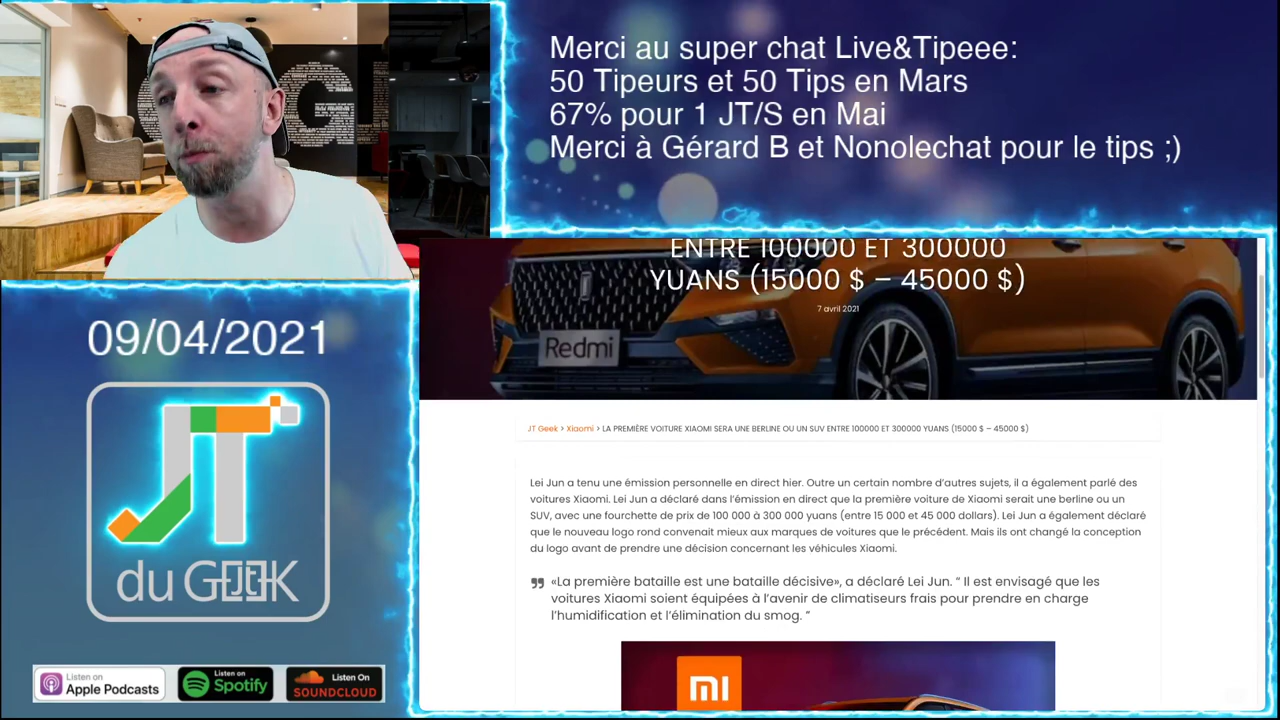 Merci au super chat Live&Tipeee:
50 Tipeurs et 50 Tips en Mars
67% pour 1 JT/S en Mai
Merci à Gérard B et Nonolechat pour le tips ;)
ENTRE 100000 ET 300000
YUANS (15000 $ – 45000 $)
7 avril 2021
Redmi
09/04/2021
JT
du GEEK
Listen on
Apple Podcasts
Listen on
Spotify
Listen On
SOUNDCLOUD
JT Geek > Xiaomi > LA PREMIÈRE VOITURE XIAOMI SERA UNE BERLINE OU UN SUV ENTRE 100000 ET 300000 YUANS (15000 $ – 45000 $)
Lei Jun a tenu une émission personnelle en direct hier. Outre un certain nombre d'autres sujets, il a également parlé des
voitures Xiaomi. Lei Jun a déclaré dans l'émission en direct que la première voiture de Xiaomi serait une berline ou un
SUV, avec une fourchette de prix de 100 000 à 300 000 yuans (entre 15 000 et 45 000 dollars). Lei Jun a également déclaré
que le nouveau logo rond convenait mieux aux marques de voitures que le précédent. Mais ils ont changé la conception
du logo avant de prendre une décision concernant les véhicules Xiaomi.
«La première bataille est une bataille décisive», a déclaré Lei Jun. “ Il est envisagé que les
voitures Xiaomi soient équipées à l'avenir de climatiseurs frais pour prendre en charge
l'humidification et l'élimination du smog. ”
mi